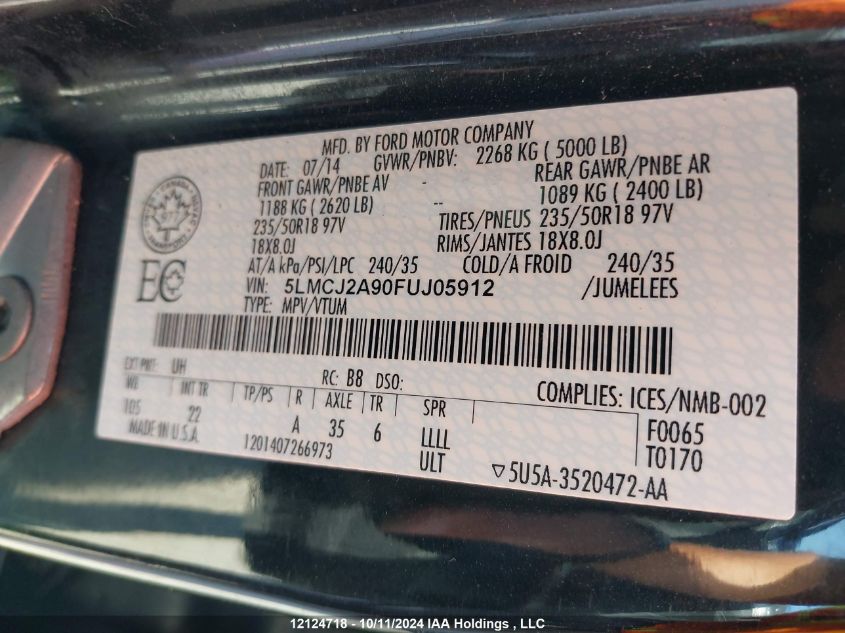 MFD. BY FORD MOTOR COMPANY
DATE: 07/14 GVWR/PNBV: 2268 KG ( 5000 LB)
FRONT GAWR/PNBE AV - REAR GAWR/PNBE AR
1188 KG ( 2620 LB) -- 1089 KG ( 2400 LB)
235/50R18 97V TIRES/PNEUS 235/50R18 97V
18X8.0J RIMS/JANTES 18X8.0J
AT/A kPa/PSI/LPC 240/35 COLD/A FROID 240/35
VIN: 5LMCJ2A90FUJ05912 /JUMELEES
TYPE: MPV/VTUM
EC
EXT PNT: UH RC: B8 DSO:
WB INT TR TP/PS R AXLE TR SPR COMPLIES: ICES/NMB-002
105 22 A 35 6 LLLL F0065
MADE IN U.S.A. 1201407266973 ULT T0170
▽5U5A-3520472-AA
12124718 - 10/11/2024 IAA Holdings , LLC